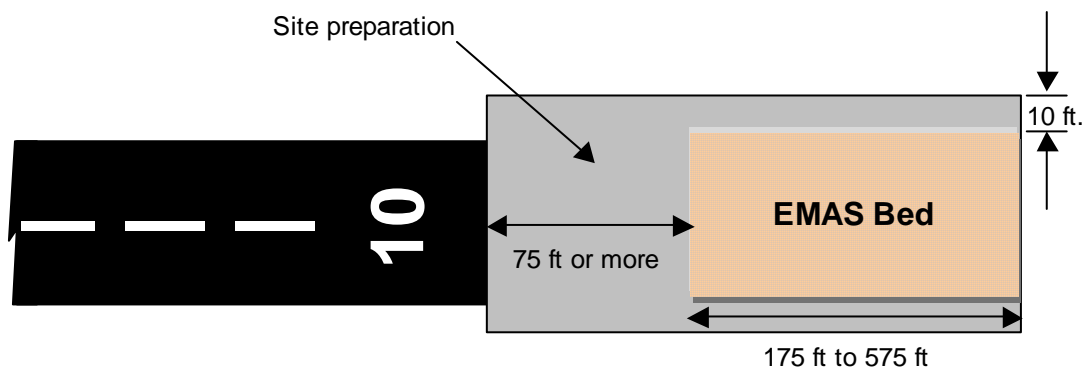 Site preparation
10 ft.
10
EMAS Bed
75 ft or more
175 ft to 575 ft